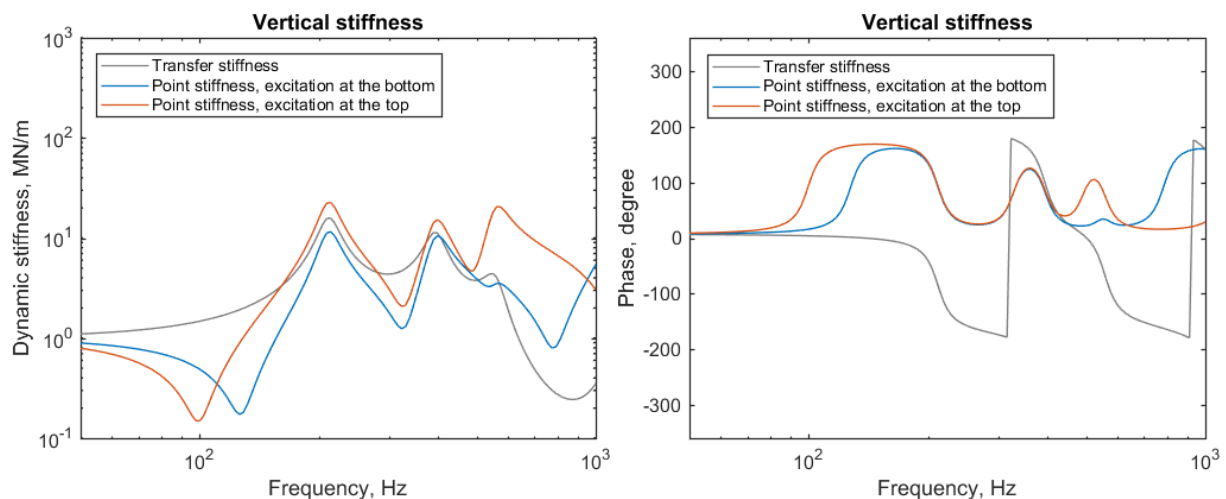 Vertical stiffness
Dynamic stiffness, MN/m
10^3
10^2
10^1
10^0
10^-1
Transfer stiffness
Point stiffness, excitation at the bottom
Point stiffness, excitation at the top
10^2
10^3
Frequency, Hz
Vertical stiffness
Phase, degree
300
200
100
0
-100
-200
-300
Transfer stiffness
Point stiffness, excitation at the bottom
Point stiffness, excitation at the top
10^2
10^3
Frequency, Hz